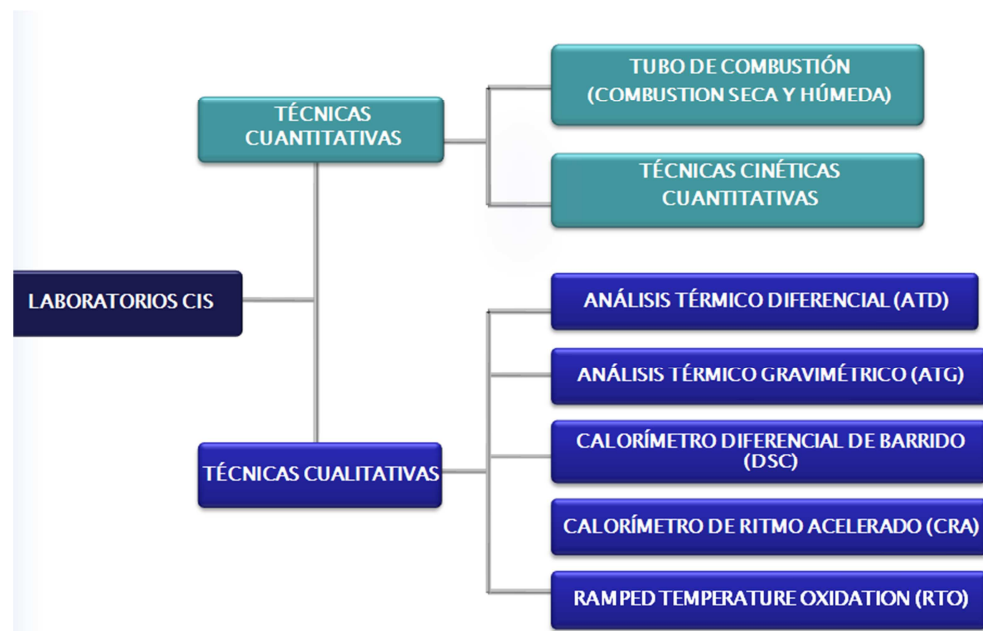 LABORATORIOS CIS
TÉCNICAS
CUANTITATIVAS
TUBO DE COMBUSTIÓN
(COMBUSTION SECA Y HÚMEDA)
TÉCNICAS CINÉTICAS
CUANTITATIVAS
TÉCNICAS CUALITATIVAS
ANÁLISIS TÉRMICO DIFERENCIAL (ATD)
ANÁLISIS TÉRMICO GRAVIMÉTRICO (ATG)
CALORÍMETRO DIFERENCIAL DE BARRIDO
(DSC)
CALORÍMETRO DE RITMO ACELERADO (CRA)
RAMPED TEMPERATURE OXIDATION (RTO)